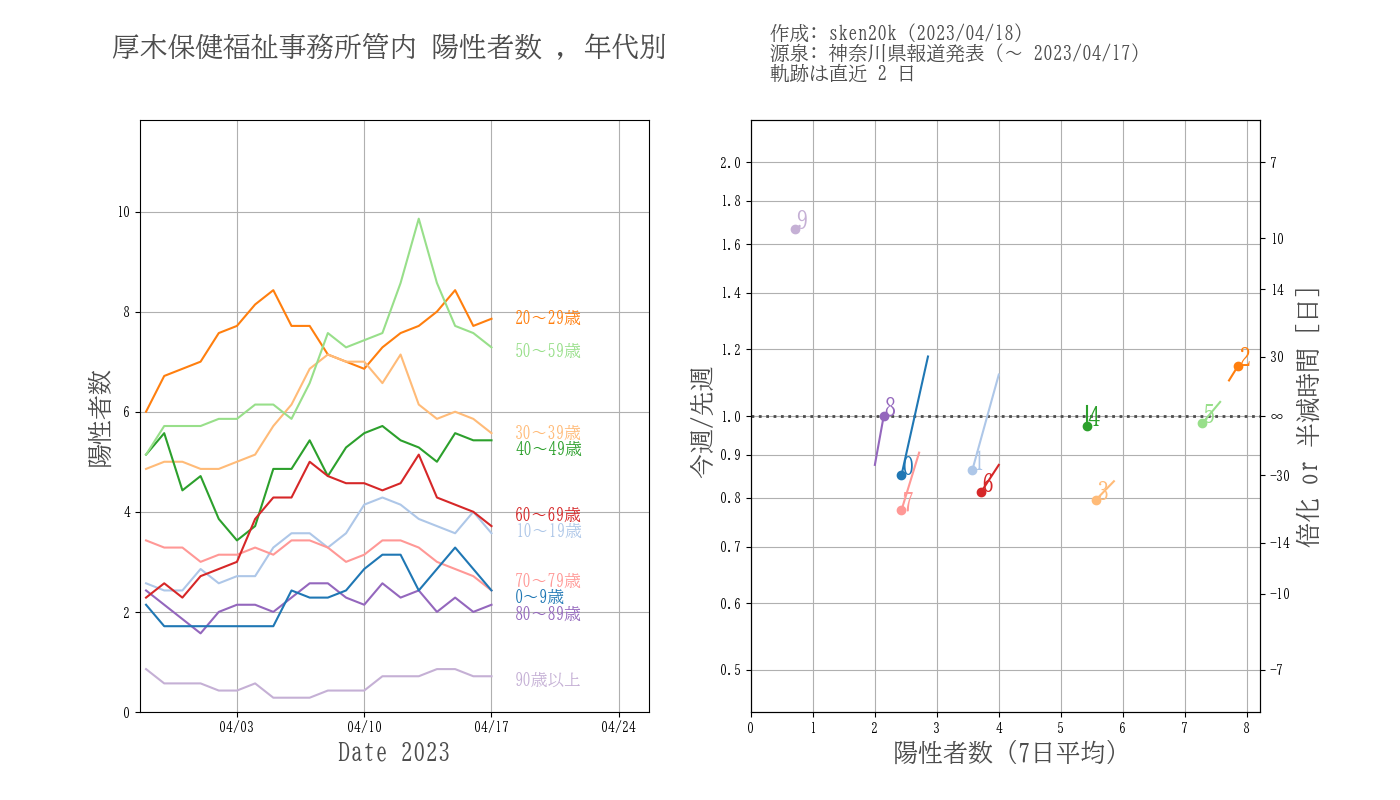 厚木保健福祉事務所管内 陽性者数 , 年代別
作成: sken20k (2023/04/18)
源泉: 神奈川県報道発表 (〜 2023/04/17)
軌跡は直近 2 日
陽性者数
10
8
6
4
2
0
20〜29歳
50〜59歳
30〜39歳
40〜49歳
60〜69歳
10〜19歳
70〜79歳
0〜9歳
80〜89歳
90歳以上
04/03 04/10 04/17 04/24
Date 2023
今週/先週
2.0
1.8
1.6
1.4
1.2
1.0
0.9
0.8
0.7
0.6
0.5
9
2
8
4
5
0
1
6
3
7
0 1 2 3 4 5 6 7 8
陽性者数 (7日平均)
7
10
14
30
∞
-30
-14
-10
-7
倍化 or 半減時間 [日]